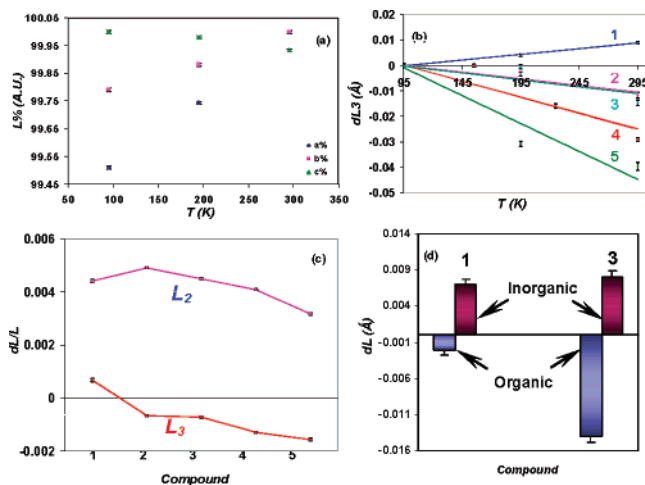 (a)
L% (A.U.)
100.05
99.95
99.85
99.76
99.66
99.56
99.45
50
100
150
200
250
300
350
T (K)
a%
b%
c%
(b)
dL3 (Å)
0.02
0.01
0
-0.01
-0.02
-0.03
-0.04
-0.05
95
145
195
245
295
T (K)
1
2
3
4
5
(c)
dL/L
0.006
0.004
0.002
0
-0.002
L2
L3
1 2 3 4 5
Compound
(d)
dL (Å)
0.014
0.009
0.004
-0.001
-0.006
-0.011
-0.016
1
3
Inorganic
Organic
Compound